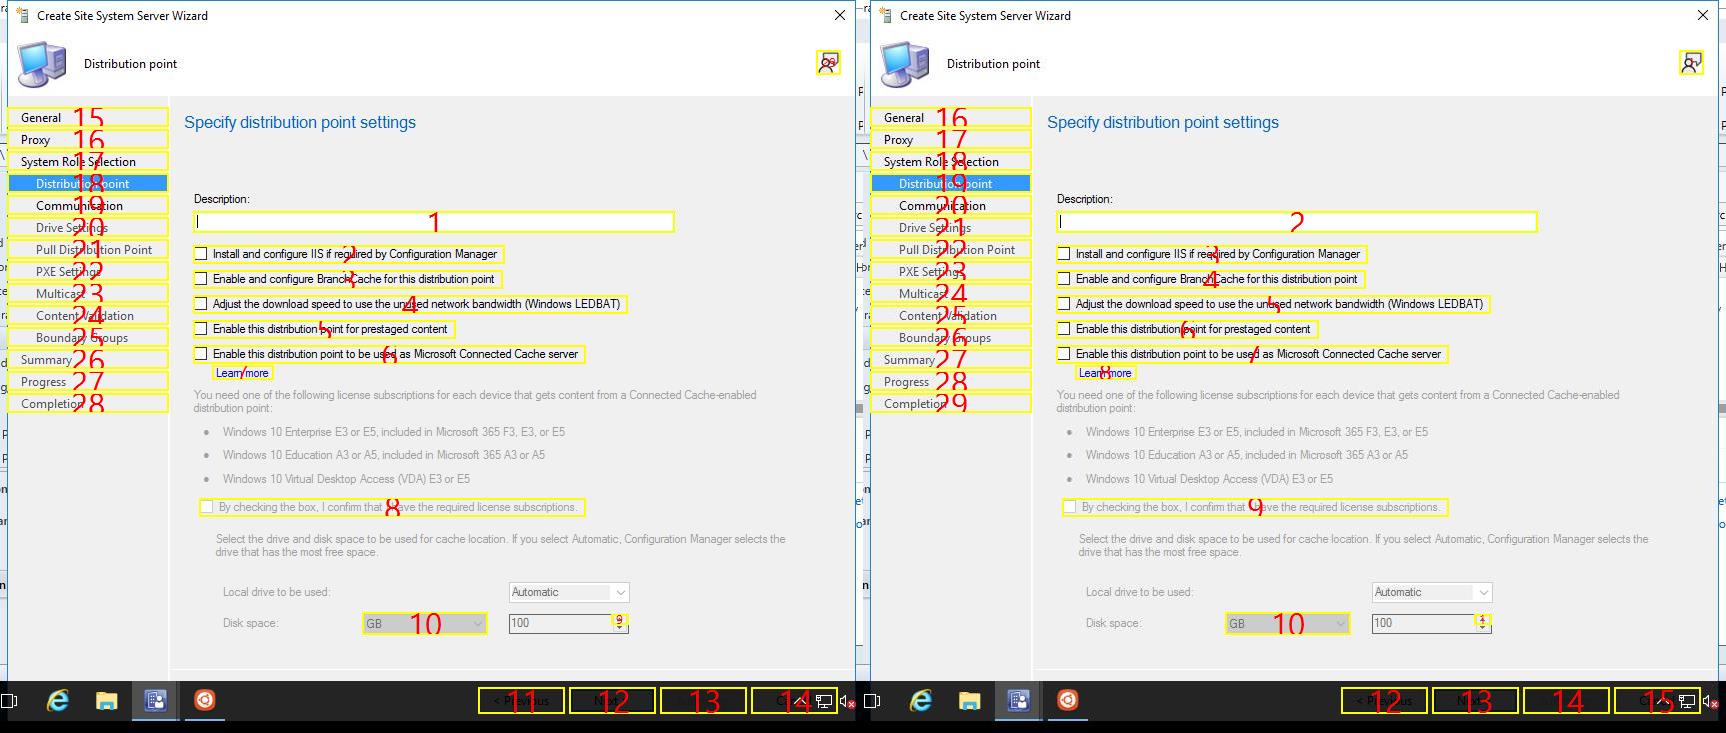 Create Site System Server Wizard
Distribution point
29
General 15
Proxy 16
System Role Selection 17
Distribution point 18
Communication 19
Drive Settings 20
Pull Distribution Point 21
PXE Settings 22
Multicast 23
Content Validation 24
Boundary Groups 25
Summary 26
Progress 27
Completion 28
Specify distribution point settings
Description:
1
Install and configure IIS if required by Configuration Manager 2
Enable and configure BranchCache for this distribution point 3
Adjust the download speed to use the unused network bandwidth (Windows LEDBAT) 4
Enable this distribution point for prestaged content 5
Enable this distribution point to be used as Microsoft Connected Cache server 6
Learn more 7
You need one of the following license subscriptions for each device that gets content from a Connected Cache-enabled
distribution point:
• Windows 10 Enterprise E3 or E5, included in Microsoft 365 F3, E3, or E5
• Windows 10 Education A3 or A5, included in Microsoft 365 A3 or A5
• Windows 10 Virtual Desktop Access (VDA) E3 or E5
By checking the box, I confirm that I have the required license subscriptions. 8
Select the drive and disk space to be used for cache location. If you select Automatic, Configuration Manager selects the
drive that has the most free space.
Local drive to be used: Automatic
Disk space: GB 10 100 9
< Previous 11 Next 12 13 14
Create Site System Server Wizard
Distribution point
General 16
Proxy 17
System Role Selection 18
Distribution point 19
Communication 20
Drive Settings 21
Pull Distribution Point 22
PXE Settings 23
Multicast 24
Content Validation 25
Boundary Groups 26
Summary 27
Progress 28
Completion 29
Specify distribution point settings
Description:
2
Install and configure IIS if required by Configuration Manager 3
Enable and configure BranchCache for this distribution point 4
Adjust the download speed to use the unused network bandwidth (Windows LEDBAT) 5
Enable this distribution point for prestaged content 6
Enable this distribution point to be used as Microsoft Connected Cache server 7
Learn more 8
You need one of the following license subscriptions for each device that gets content from a Connected Cache-enabled
distribution point:
• Windows 10 Enterprise E3 or E5, included in Microsoft 365 F3, E3, or E5
• Windows 10 Education A3 or A5, included in Microsoft 365 A3 or A5
• Windows 10 Virtual Desktop Access (VDA) E3 or E5
By checking the box, I confirm that I have the required license subscriptions. 9
Select the drive and disk space to be used for cache location. If you select Automatic, Configuration Manager selects the
drive that has the most free space.
Local drive to be used: Automatic
Disk space: GB 10 100
< Previous 12 Next 13 14 15